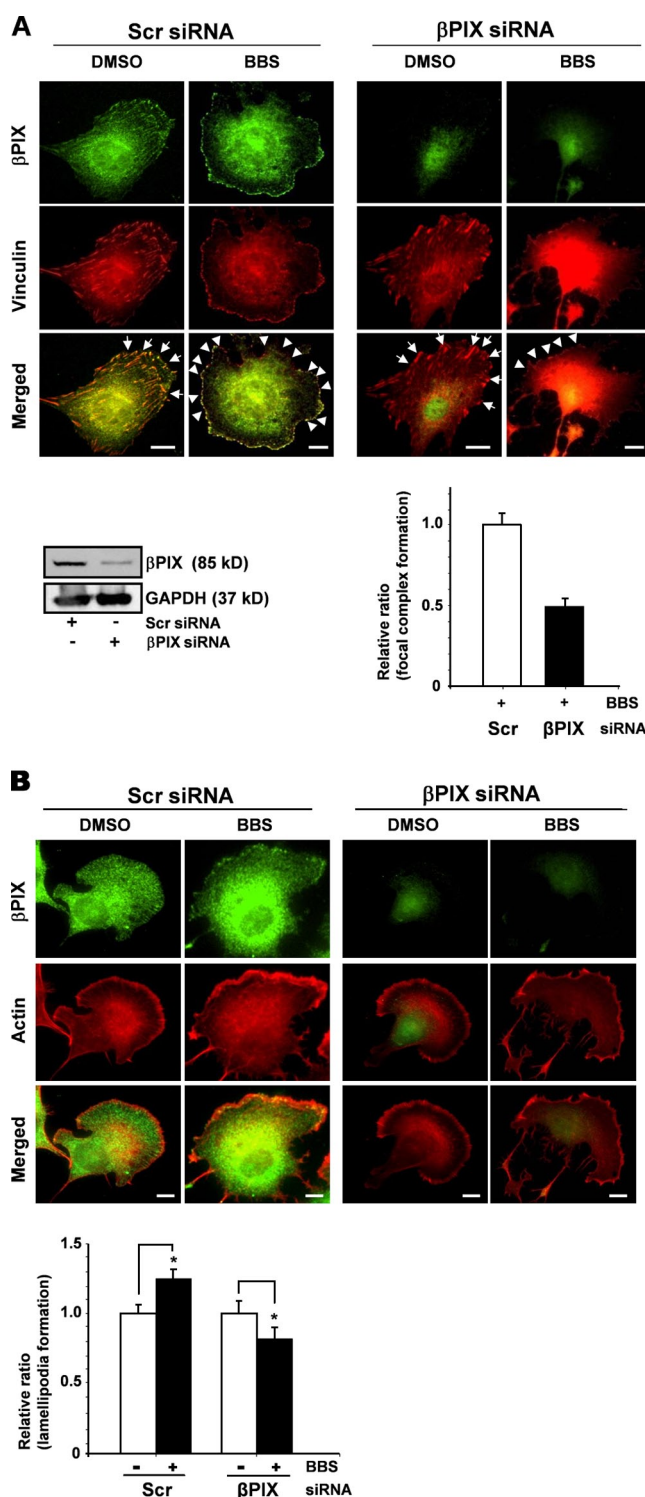 A
Scr siRNA
βPIX siRNA
DMSO
BBS
DMSO
BBS
βPIX
Vinculin
Merged
βPIX (85 kD)
GAPDH (37 kD)
+ - Scr siRNA
- + βPIX siRNA
Relative ratio
(focal complex formation)
1.0
0.5
0
+ + BBS
Scr βPIX siRNA
B
Scr siRNA
βPIX siRNA
DMSO
BBS
DMSO
BBS
βPIX
Actin
Merged
Relative ratio
(lamellipodia formation)
1.5
1.0
0.5
0
*
*
- + - + BBS
Scr βPIX siRNA